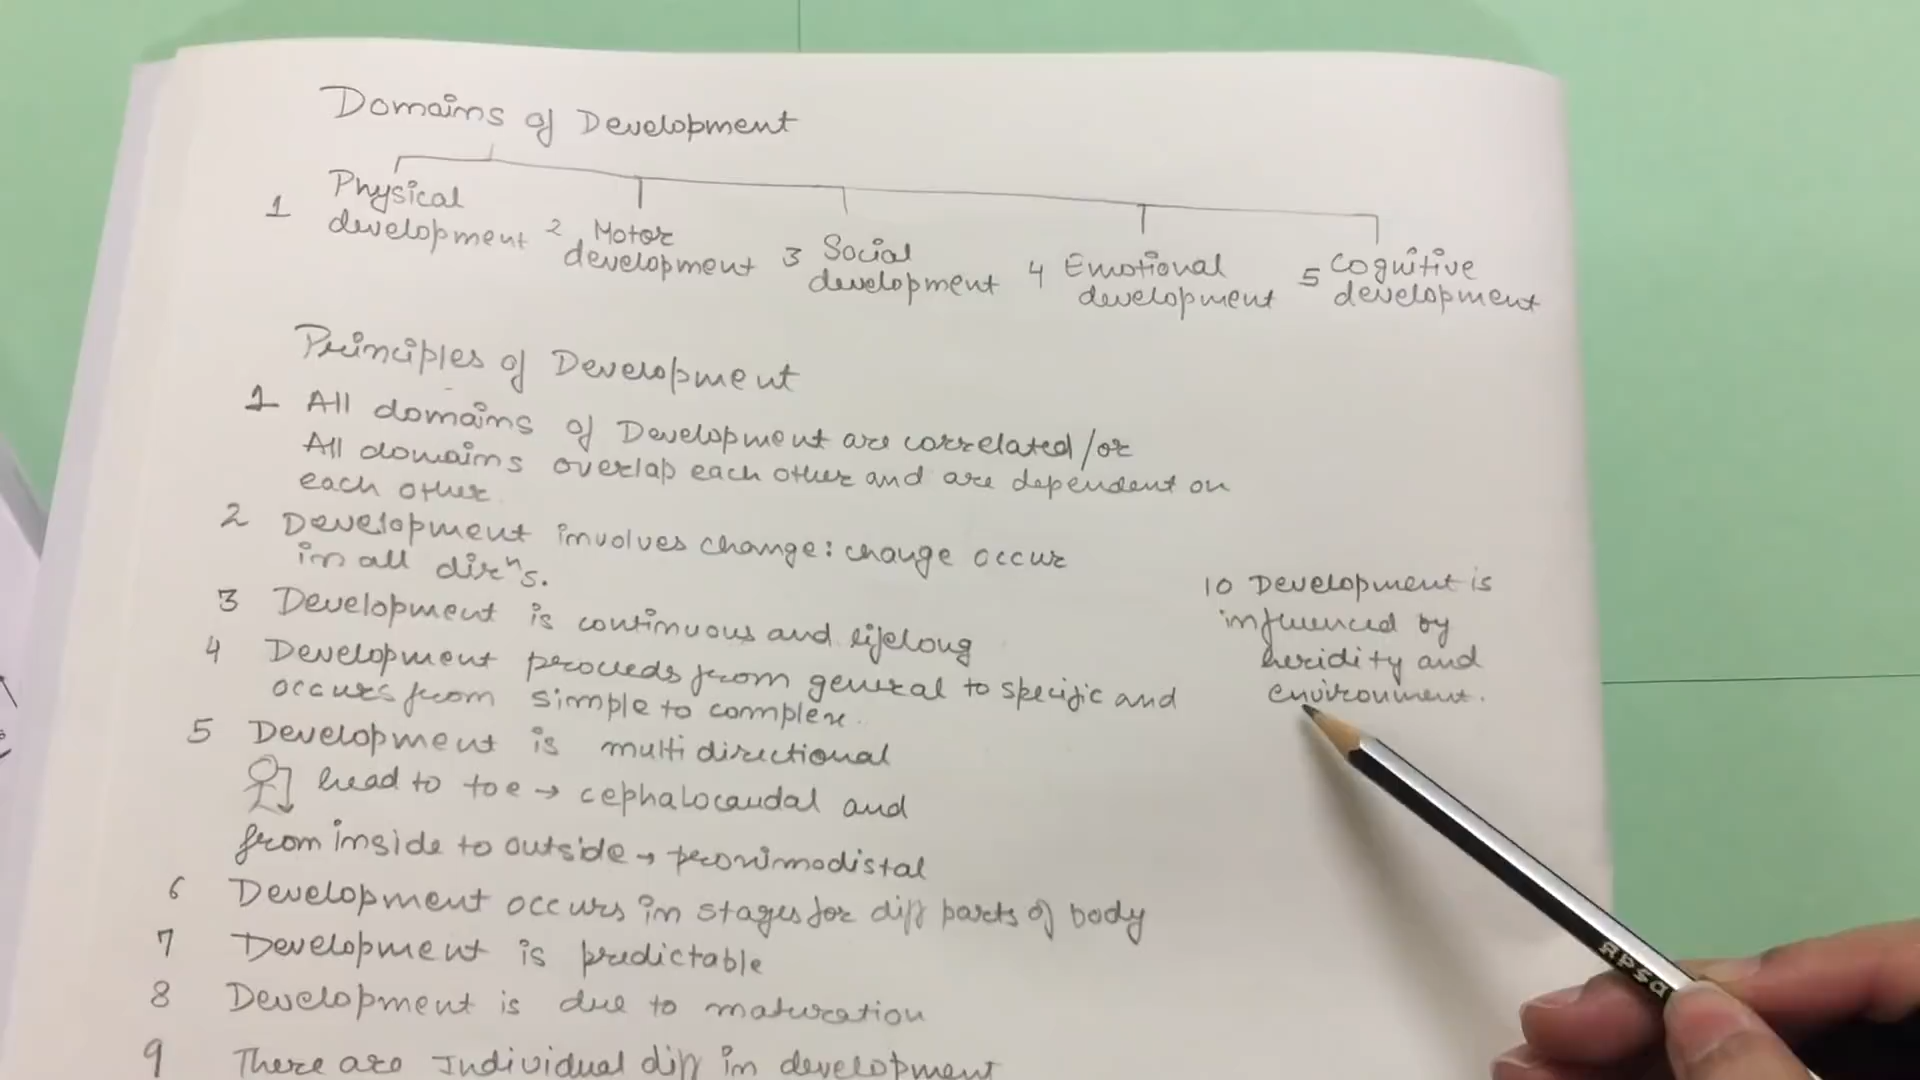 Domains of Development
1 Physical development
2 Motor development
3 Social development
4 Emotional development
5 Cognitive development
Principles of Development
1 All domains of Development are correlated/or
All domains overlap each other and are dependent on
each other
2 Development involves change: change occur
in all dirⁿs.
3 Development is continuous and lifelong
4 Development proceeds from general to specific and
occurs from simple to complex.
5 Development is multidirectional
head to toe → cephalocaudal and
from inside to outside → proximodistal
6 Development occurs in stages for diff parts of body
7 Development is predictable
8 Development is due to maturation
9 There are Individual diff in development
10 Development is
influenced by
heridity and
environment.
apsa